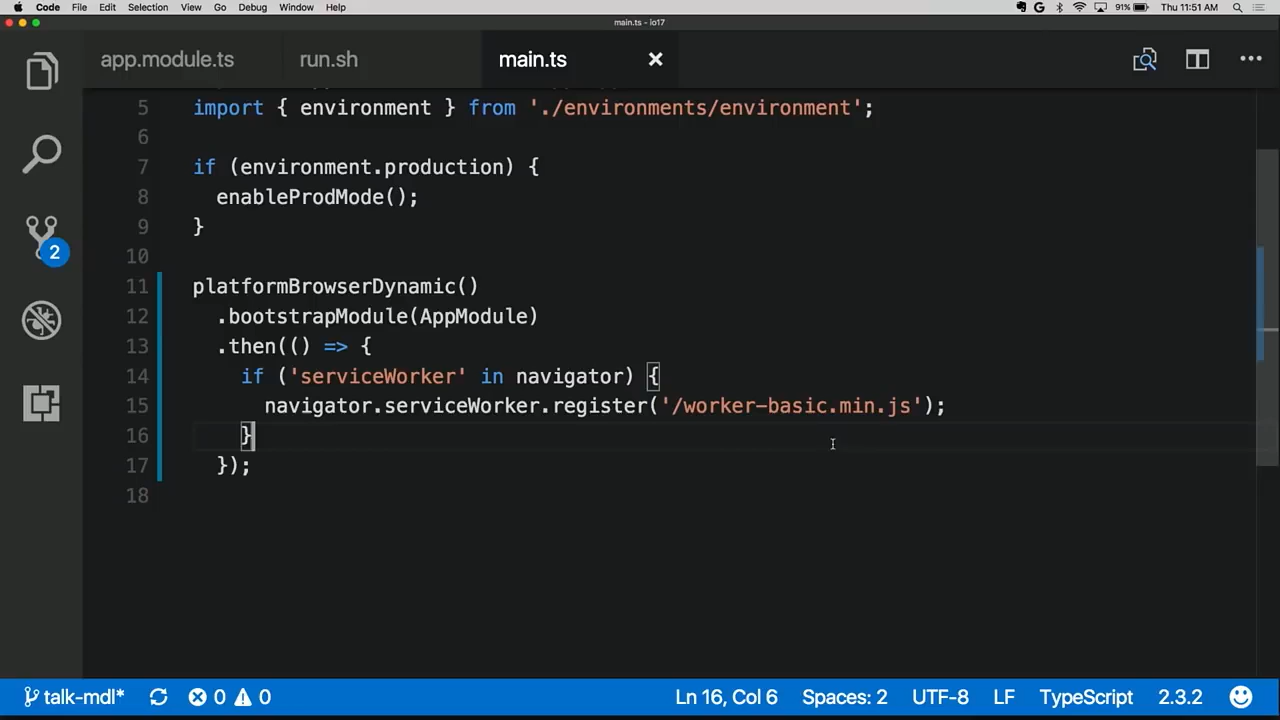 Code File Edit Selection View Go Debug Window Help 91% Thu 11:51 AM
main.ts - io17
app.module.ts run.sh main.ts
5 import { environment } from './environments/environment';
6
7 if (environment.production) {
8 enableProdMode();
9 }
10
11 platformBrowserDynamic()
12 .bootstrapModule(AppModule)
13 .then(() => {
14 if ('serviceWorker' in navigator) {
15 navigator.serviceWorker.register('/worker-basic.min.js');
16 }
17 });
18
2
talk-mdl* 0 0 Ln 16, Col 6 Spaces: 2 UTF-8 LF TypeScript 2.3.2